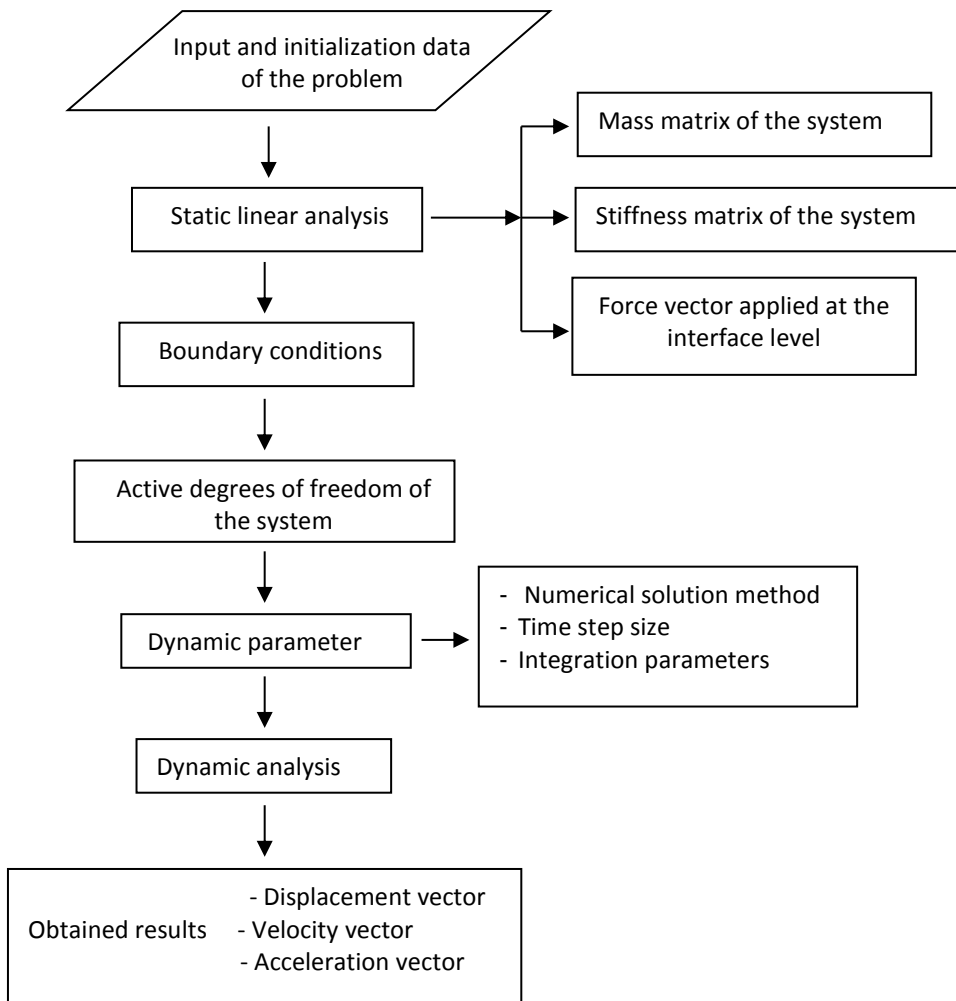 Input and initialization data
of the problem
Mass matrix of the system
Static linear analysis
Stiffness matrix of the system
Force vector applied at the
interface level
Boundary conditions
Active degrees of freedom of
the system
Dynamic parameter
- Numerical solution method
- Time step size
- Integration parameters
Dynamic analysis
- Displacement vector
Obtained results - Velocity vector
- Acceleration vector